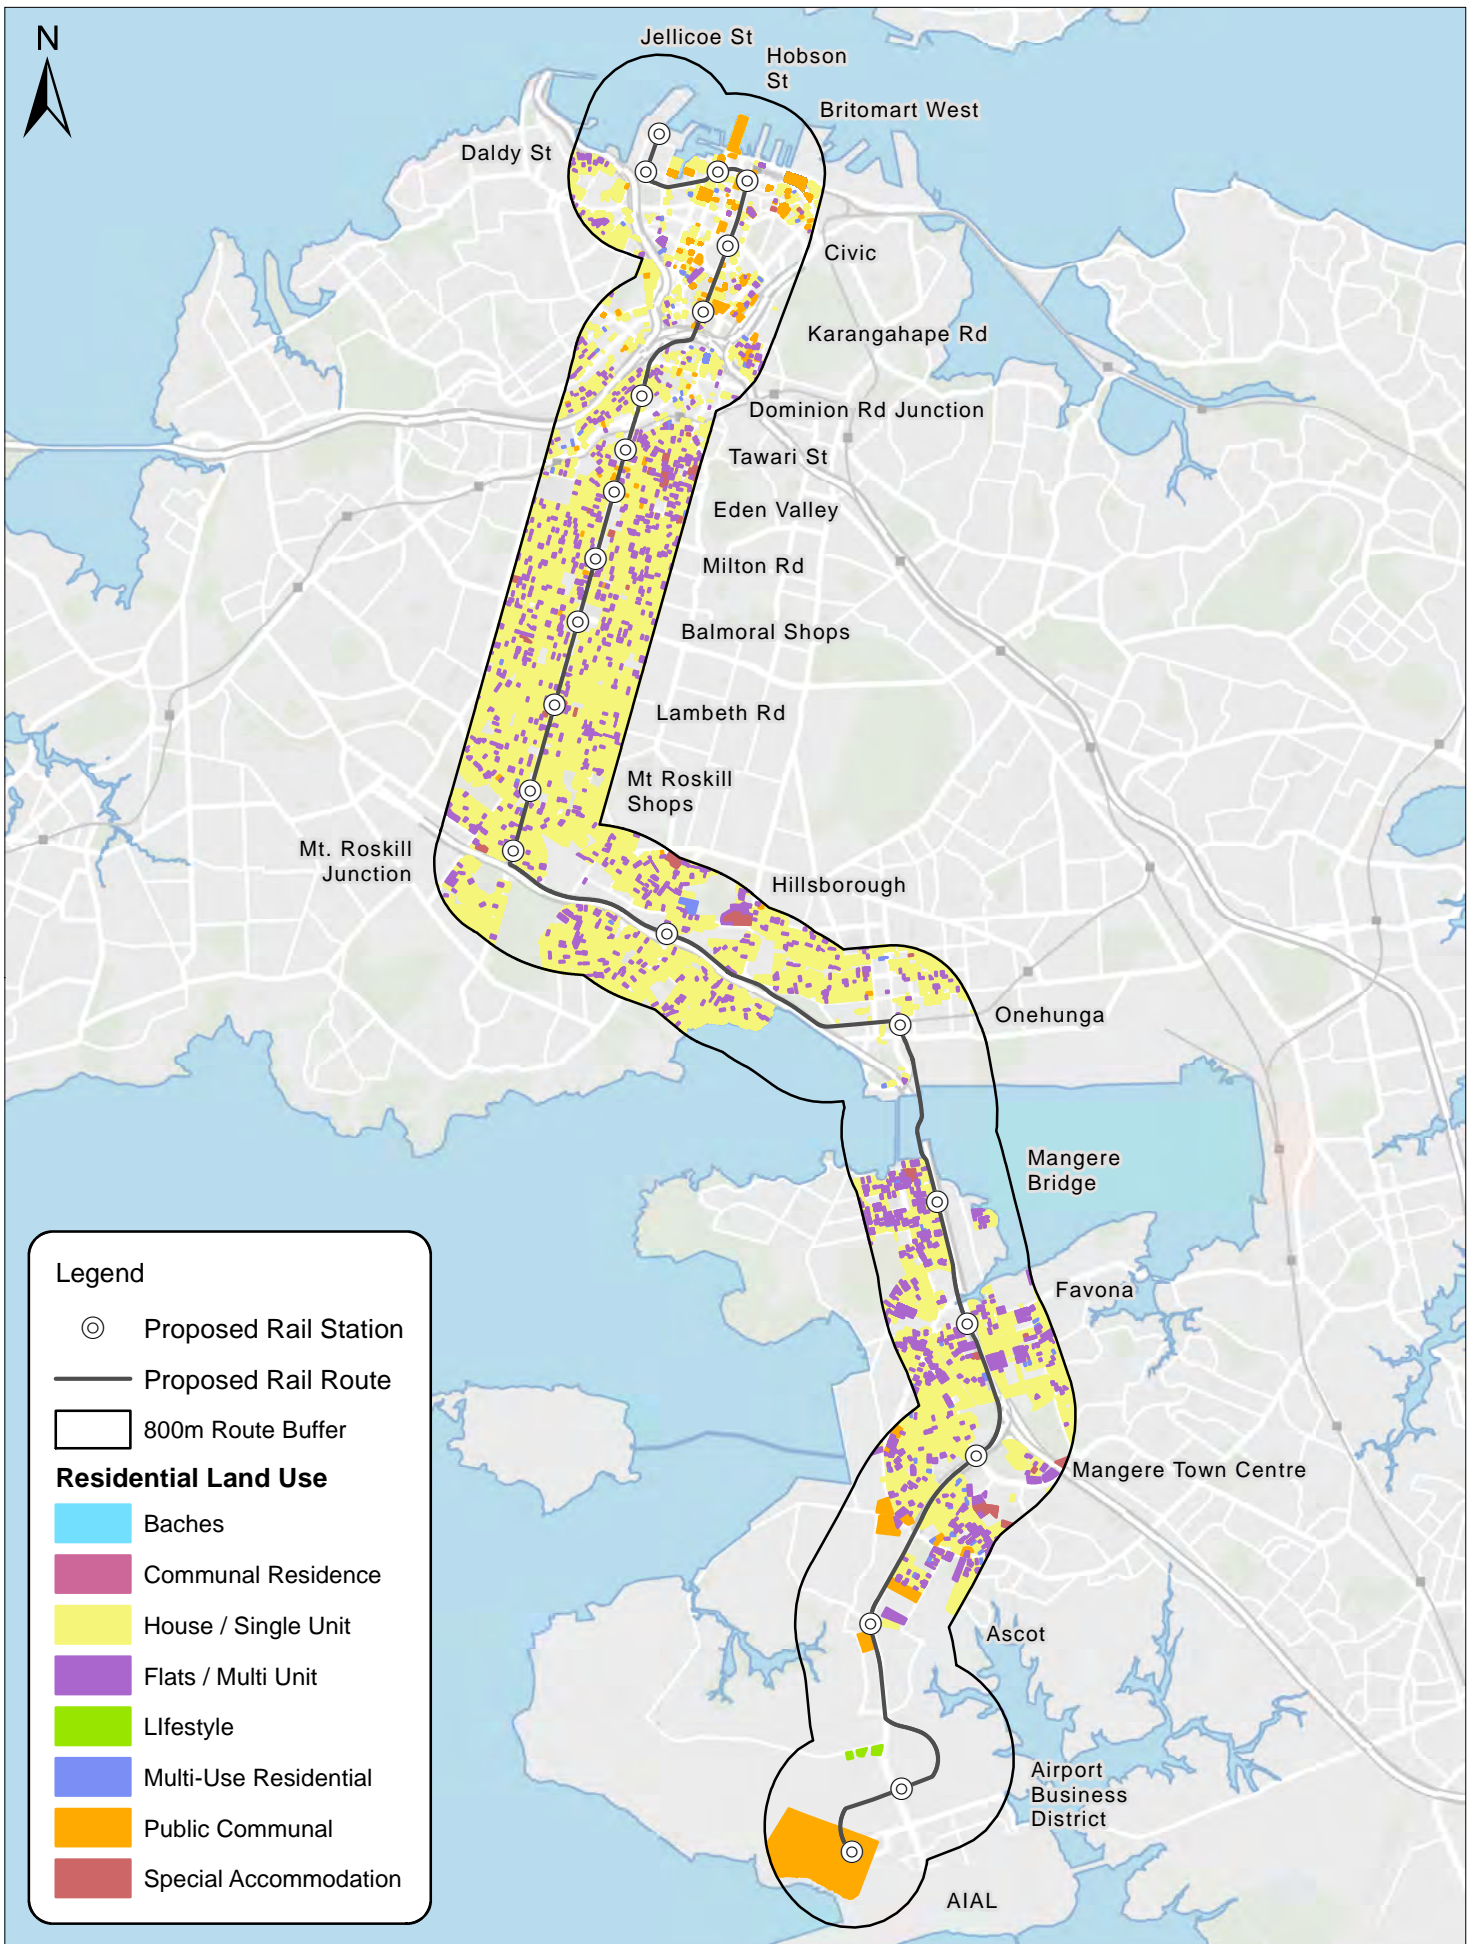 N
Jellicoe St
Hobson
St
Britomart West
Daldy St
Civic
Karangahape Rd
Dominion Rd Junction
Tawari St
Eden Valley
Milton Rd
Balmoral Shops
Lambeth Rd
Mt Roskill
Shops
Mt. Roskill
Junction
Hillsborough
Onehunga
Mangere
Bridge
Favona
Mangere Town Centre
Ascot
Airport
Business
District
AIAL
Legend
Proposed Rail Station
Proposed Rail Route
800m Route Buffer
Residential Land Use
Baches
Communal Residence
House / Single Unit
Flats / Multi Unit
LIfestyle
Multi-Use Residential
Public Communal
Special Accommodation